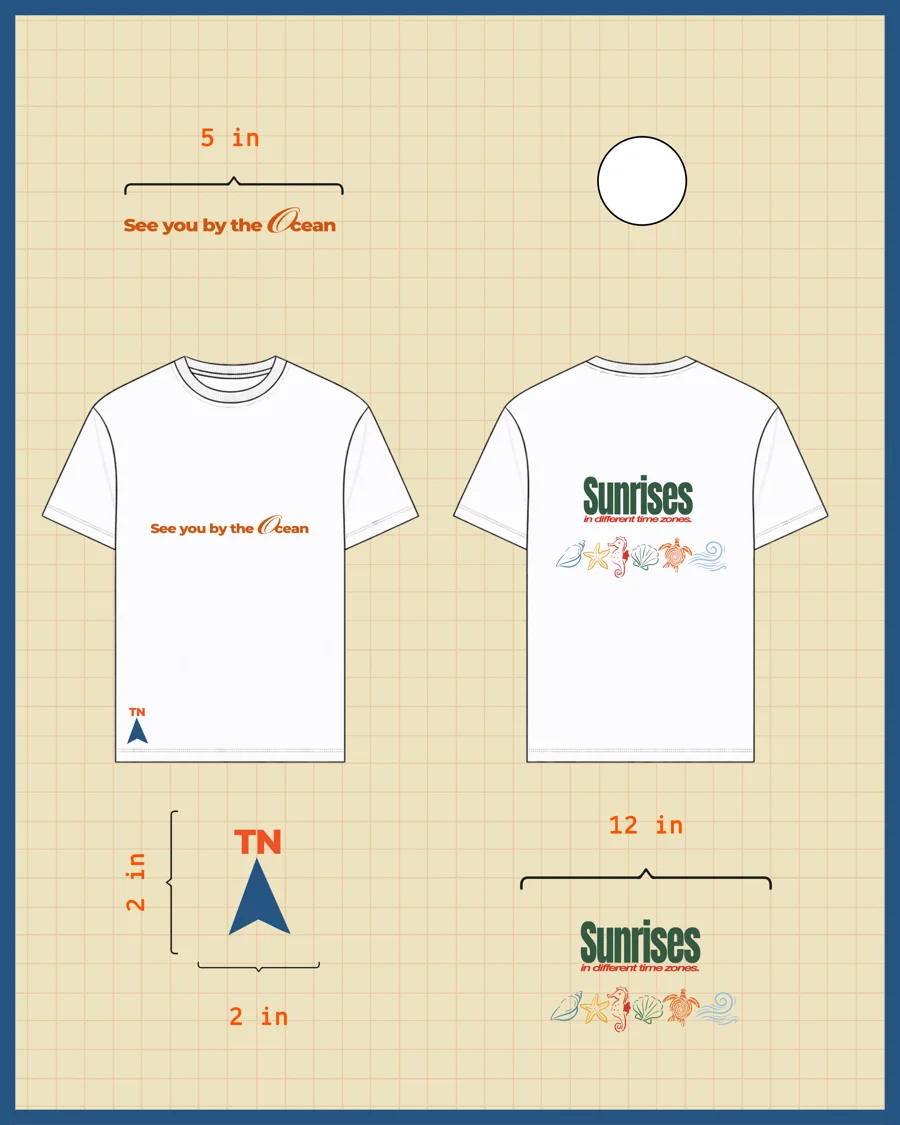 5 in
See you by the Ocean
See you by the Ocean
TN
Sunrises
in different time zones.
2 in
TN
2 in
12 in
Sunrises
in different time zones.